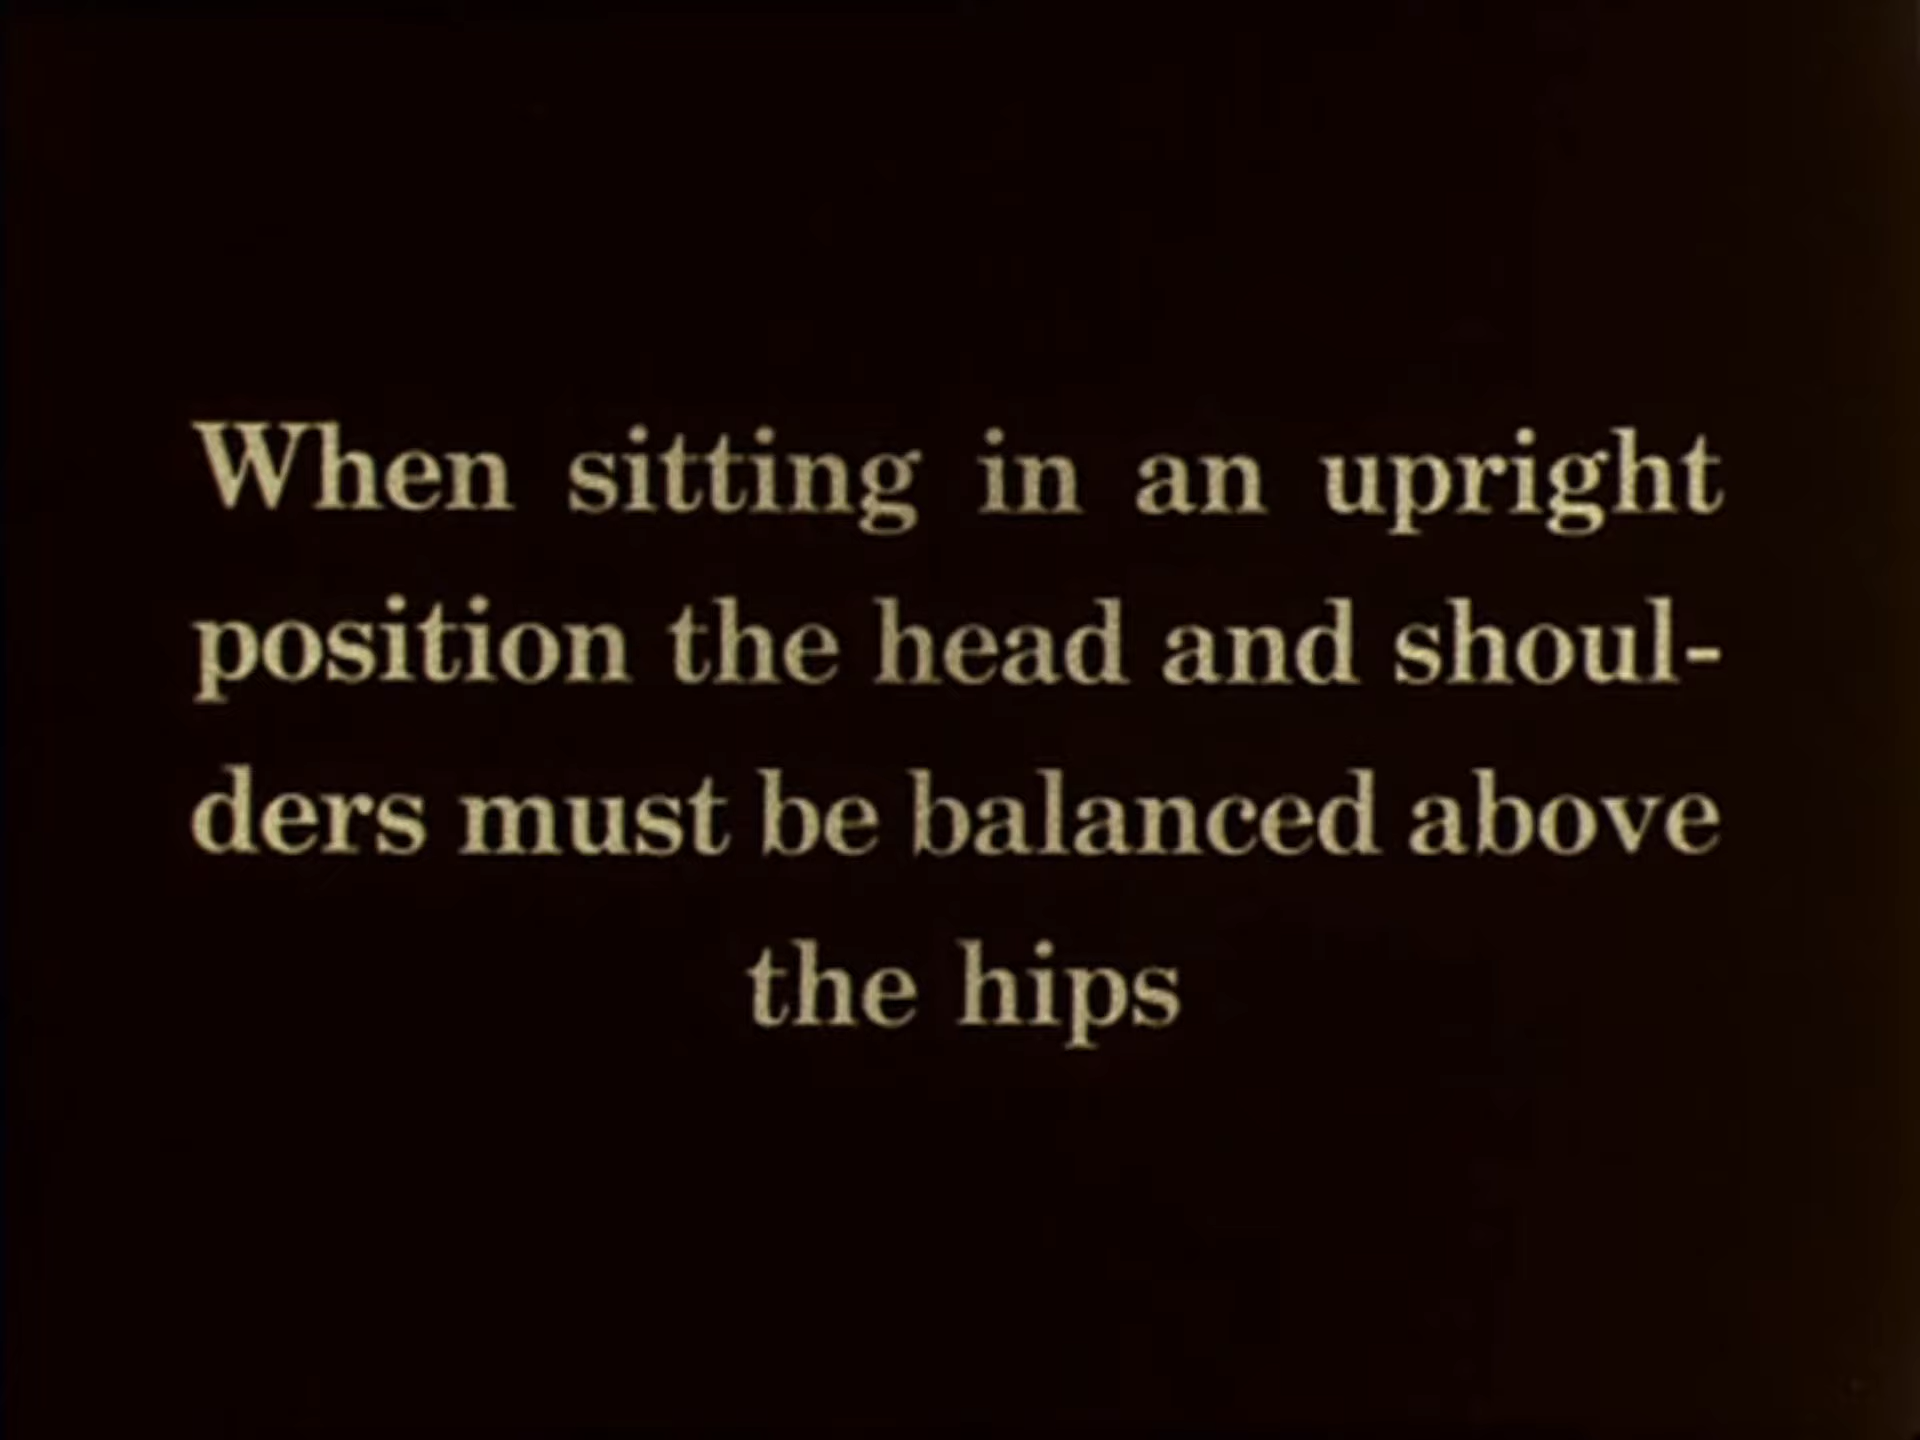 When sitting in an upright
position the head and shoul-
ders must be balanced above
the hips